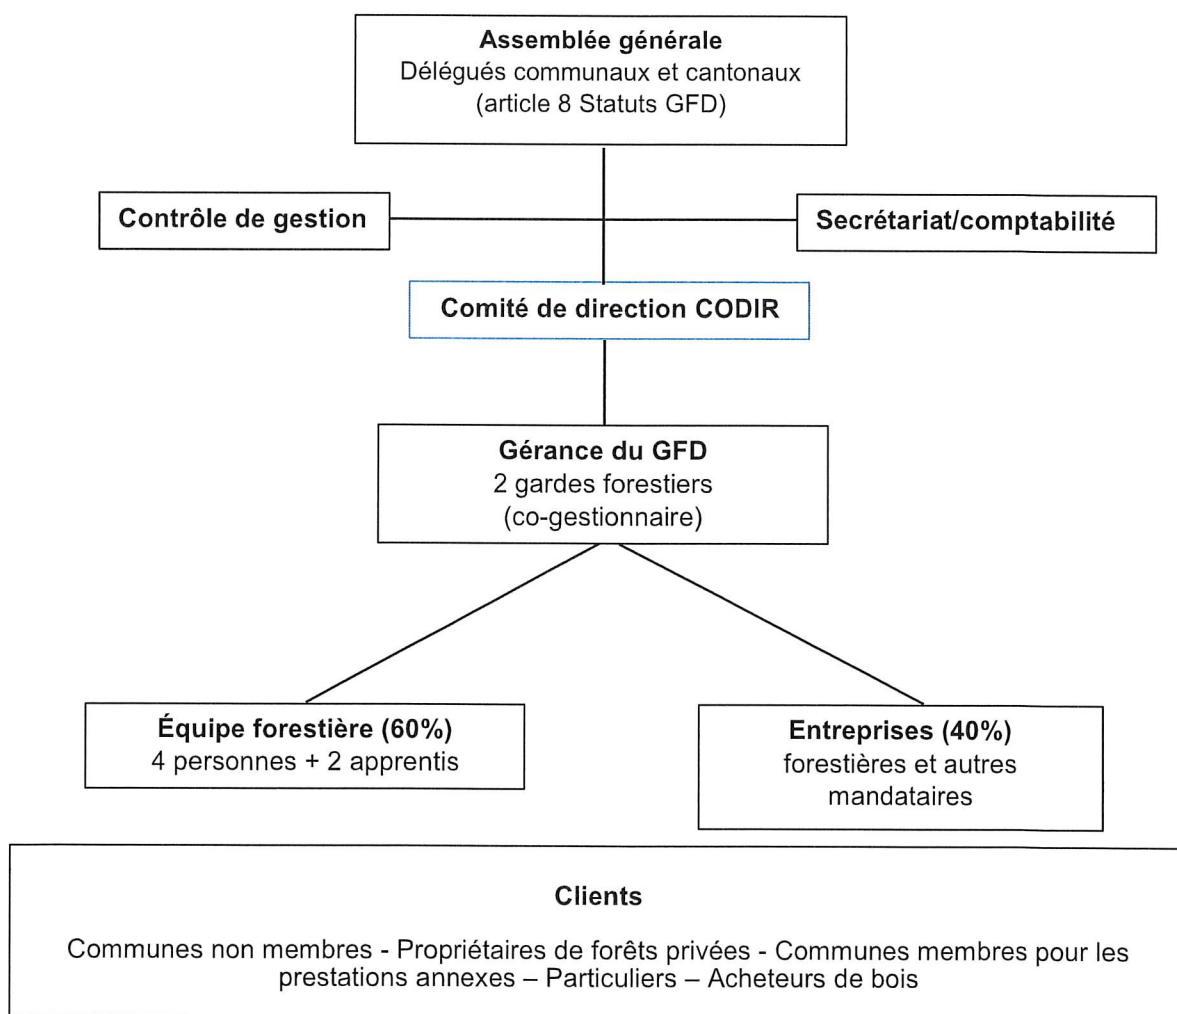 Assemblée générale
Délégués communaux et cantonaux
(article 8 Statuts GFD)
Contrôle de gestion
Secrétariat/comptabilité
Comité de direction CODIR
Gérance du GFD
2 gardes forestiers
(co-gestionnaire)
Équipe forestière (60%)
4 personnes + 2 apprentis
Entreprises (40%)
forestières et autres
mandataires
Clients
Communes non membres - Propriétaires de forêts privées - Communes membres pour les
prestations annexes – Particuliers – Acheteurs de bois